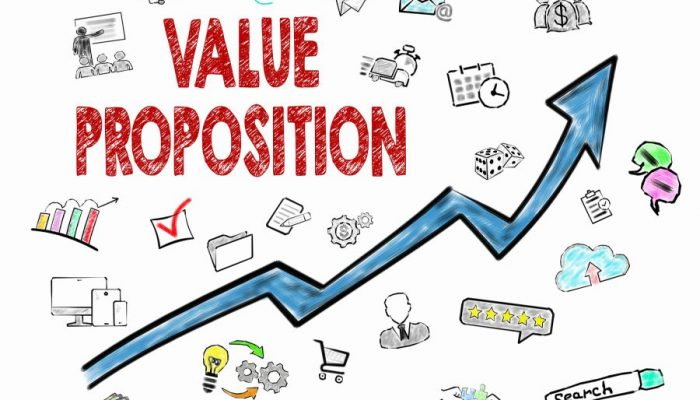 VALUE
PROPOSITION
$
@
$
Search